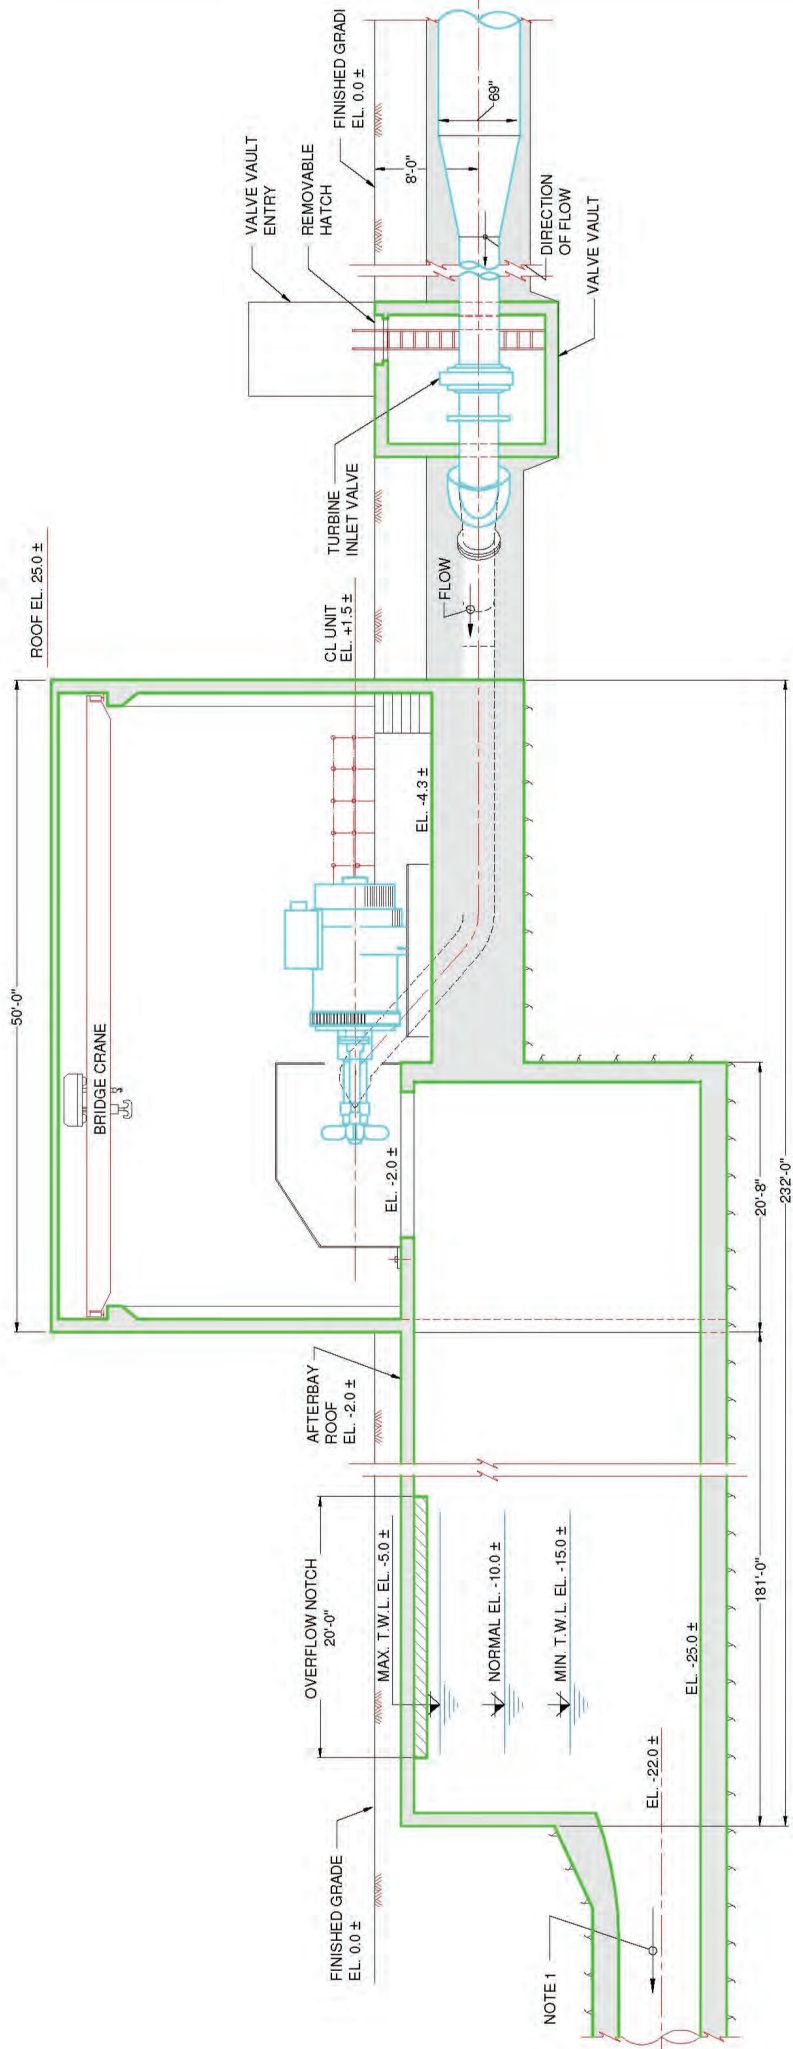 ROOF EL. 25.0 ±
50'-0"
BRIDGE CRANE
VALVE VAULT
ENTRY
REMOVABLE
HATCH
FINISHED GRADI
EL. 0.0 ±
69"
8'-0"
DIRECTION
OF FLOW
VALVE VAULT
TURBINE
INLET VALVE
CL UNIT
EL. +1.5 ±
FLOW
EL. -4.3 ±
EL. -2.0 ±
AFTERBAY
ROOF
EL. -2.0 ±
OVERFLOW NOTCH
20'-0"
MAX. T.W.L. EL. -5.0 ±
NORMAL EL. -10.0 ±
MIN. T.W.L. EL. -15.0 ±
EL. -25.0 ±
EL. -22.0 ±
FINISHED GRADE
EL. 0.0 ±
NOTE 1
20'-8"
181'-0"
232'-0"